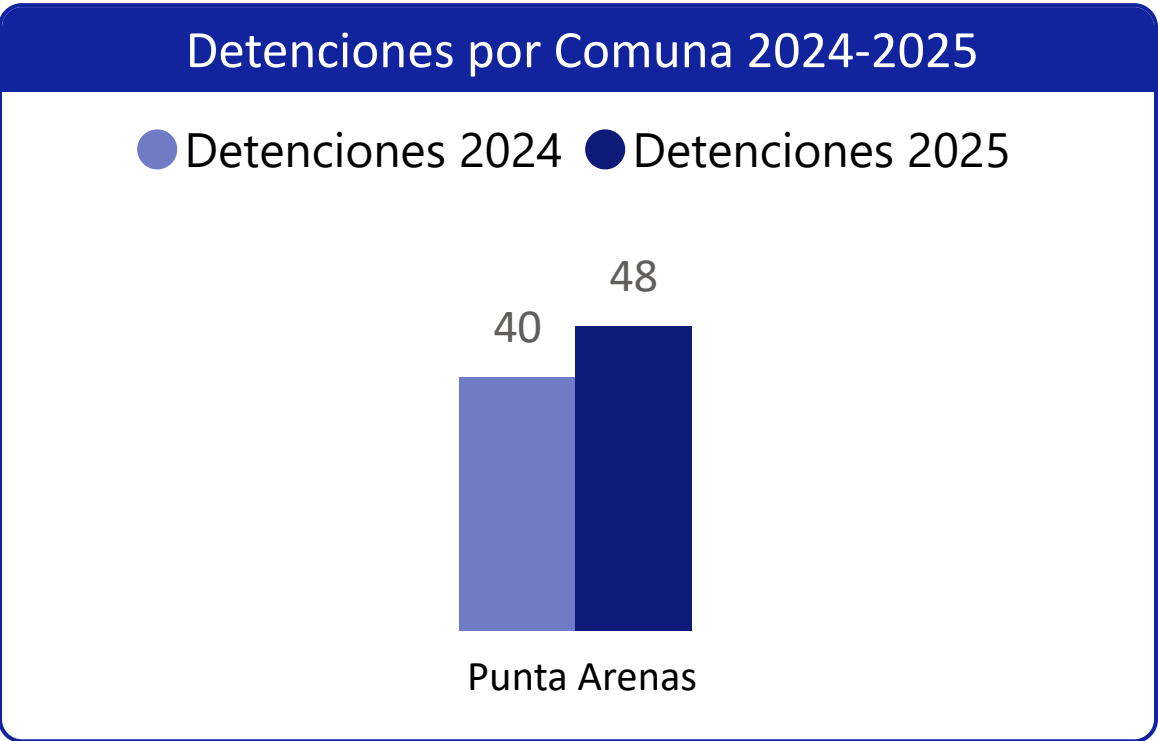 Detenciones por Comuna 2024-2025
Detenciones 2024 Detenciones 2025
48
40
Punta Arenas